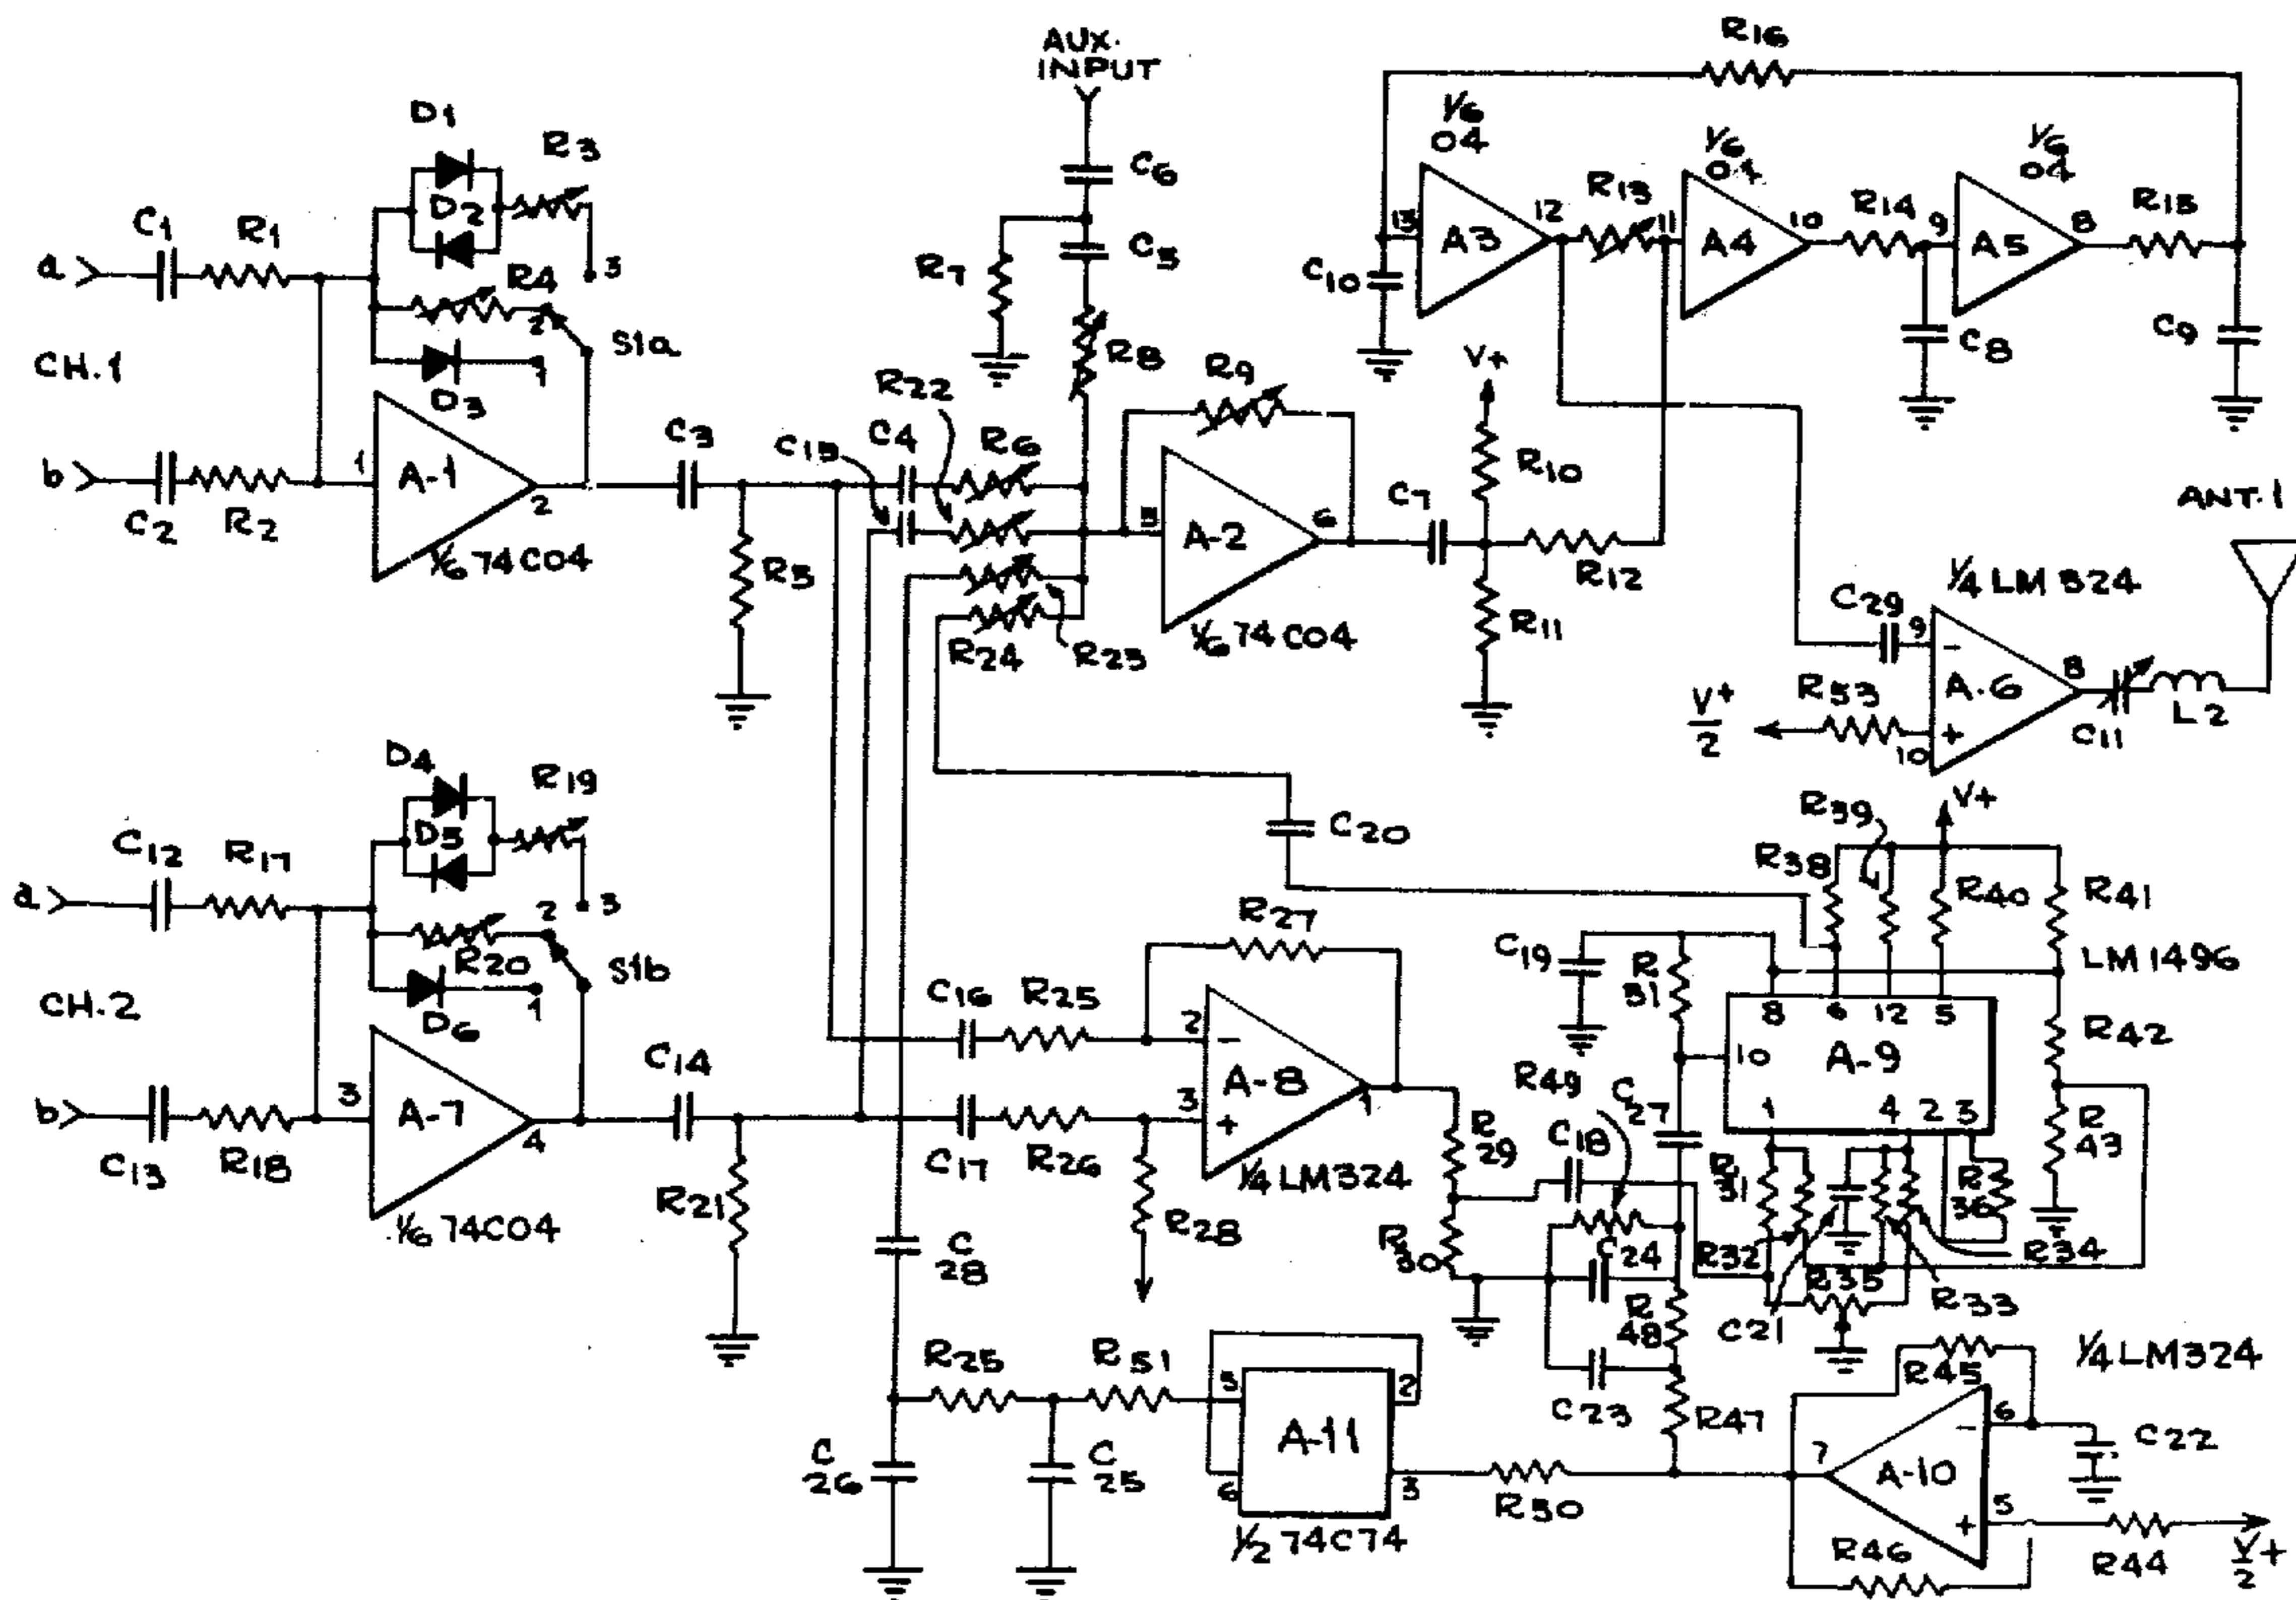 AUX.
INPUT
R16
D1
R3
C6
1/6
04
1/6
04
1/6
04
D2
C1
R1
R13
R14
R15
a
R4
3
R7
C5
13
A3
12
11
A4
10
9
A5
8
2
C10
CH.1
S1a
R8
V+
C8
C9
D3
1
R22
R9
C3
C15
C4
R6
R10
ANT.1
b
1
A-1
2
C2
R2
5
A-2
6
C7
1/6 74C04
R5
R12
1/4 LM324
R24
R23
1/6 74C04
R11
C29
9
-
8
A.6
V+
2
R53
+
10
C11
L2
D4
R19
R39
V+
D5
C20
R38
C12
R17
R40
R41
a
2
3
R27
R20
S1b
C19
R
31
LM1496
CH.2
D6
1
C16
R25
8
6
12
5
R42
C14
2
-
R49
C
27
10
A-9
b
3
A-7
4
A-8
1
3
+
C18
1
4
2
3
R
43
C13
R18
C17
R26
R
29
1/4 LM324
R
31
R
36
R21
R28
1/6 74C04
R
30
C24
R32
R34
C
28
R35
R33
R
48
C21
R25
R51
1/4 LM324
5
2
R45
C23
R47
6
-
A-11
7
C22
C
26
C
25
A-10
6
3
R50
5
+
1/2 74C74
R46
R44
V+
2